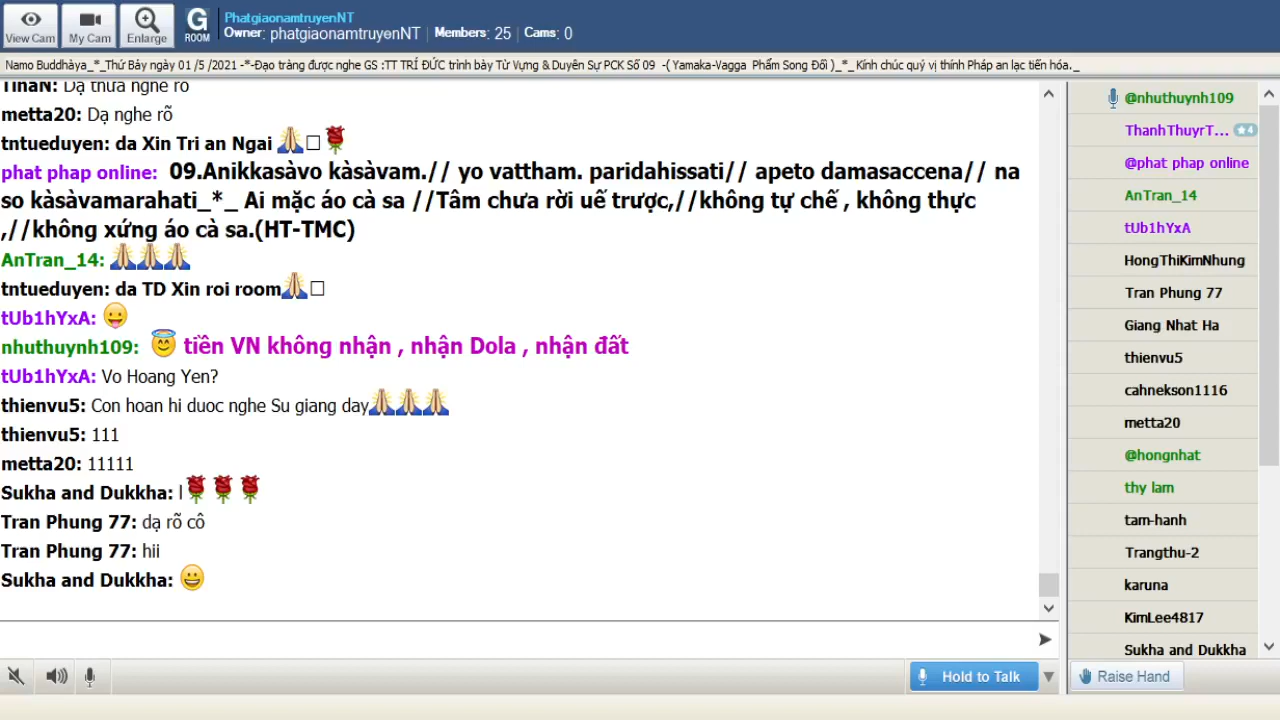 View Cam
My Cam
Enlarge
G
ROOM
PhatgiaonamtruyenNT
Owner: phatgiaonamtruyenNT | Members: 25 | Cams: 0
Namo Buddhàya_*_Thứ Bảy ngày 01 /5 /2021 -*-Đạo tràng được nghe GS :TT TRÍ ĐỨC trình bày Từ Vựng & Duyên Sự PCK Số 09 -( Yamaka-Vagga Phẩm Song Đối )_*_ Kính chúc quý vị thính Pháp an lạc tiến hóa._
TinaN: Dạ thưa nghe rõ
metta20: Dạ nghe rõ
tntueduyen: da Xin Tri an Ngai 🙏□🌹
phat phap online: 09.Anikkasàvo kàsàvam.// yo vattham. paridahissati// apeto damasaccena// na
so kàsàvamarahati_*_ Ai mặc áo cà sa //Tâm chưa rời uế trược,//không tự chế , không thực
,//không xứng áo cà sa.(HT-TMC)
AnTran_14: 🙏🙏🙏
tntueduyen: da TD Xin roi room🙏□
tUb1hYxA: 😛
nhuthuynh109: 😇 tiền VN không nhận , nhận Dola , nhận đất
tUb1hYxA: Vo Hoang Yen?
thienvu5: Con hoan hi duoc nghe Su giang day🙏🙏🙏
thienvu5: 111
metta20: 11111
Sukha and Dukkha: l🌹🌹🌹
Tran Phung 77: dạ rõ cô
Tran Phung 77: hii
Sukha and Dukkha: 😀
@nhuthuynh109
ThanhThuyrT... ★4
@phat phap online
AnTran_14
tUb1hYxA
HongThiKimNhung
Tran Phung 77
Giang Nhat Ha
thienvu5
cahnekson1116
metta20
@hongnhat
thy lam
tam-hanh
Trangthu-2
karuna
KimLee4817
Sukha and Dukkha
Hold to Talk
Raise Hand